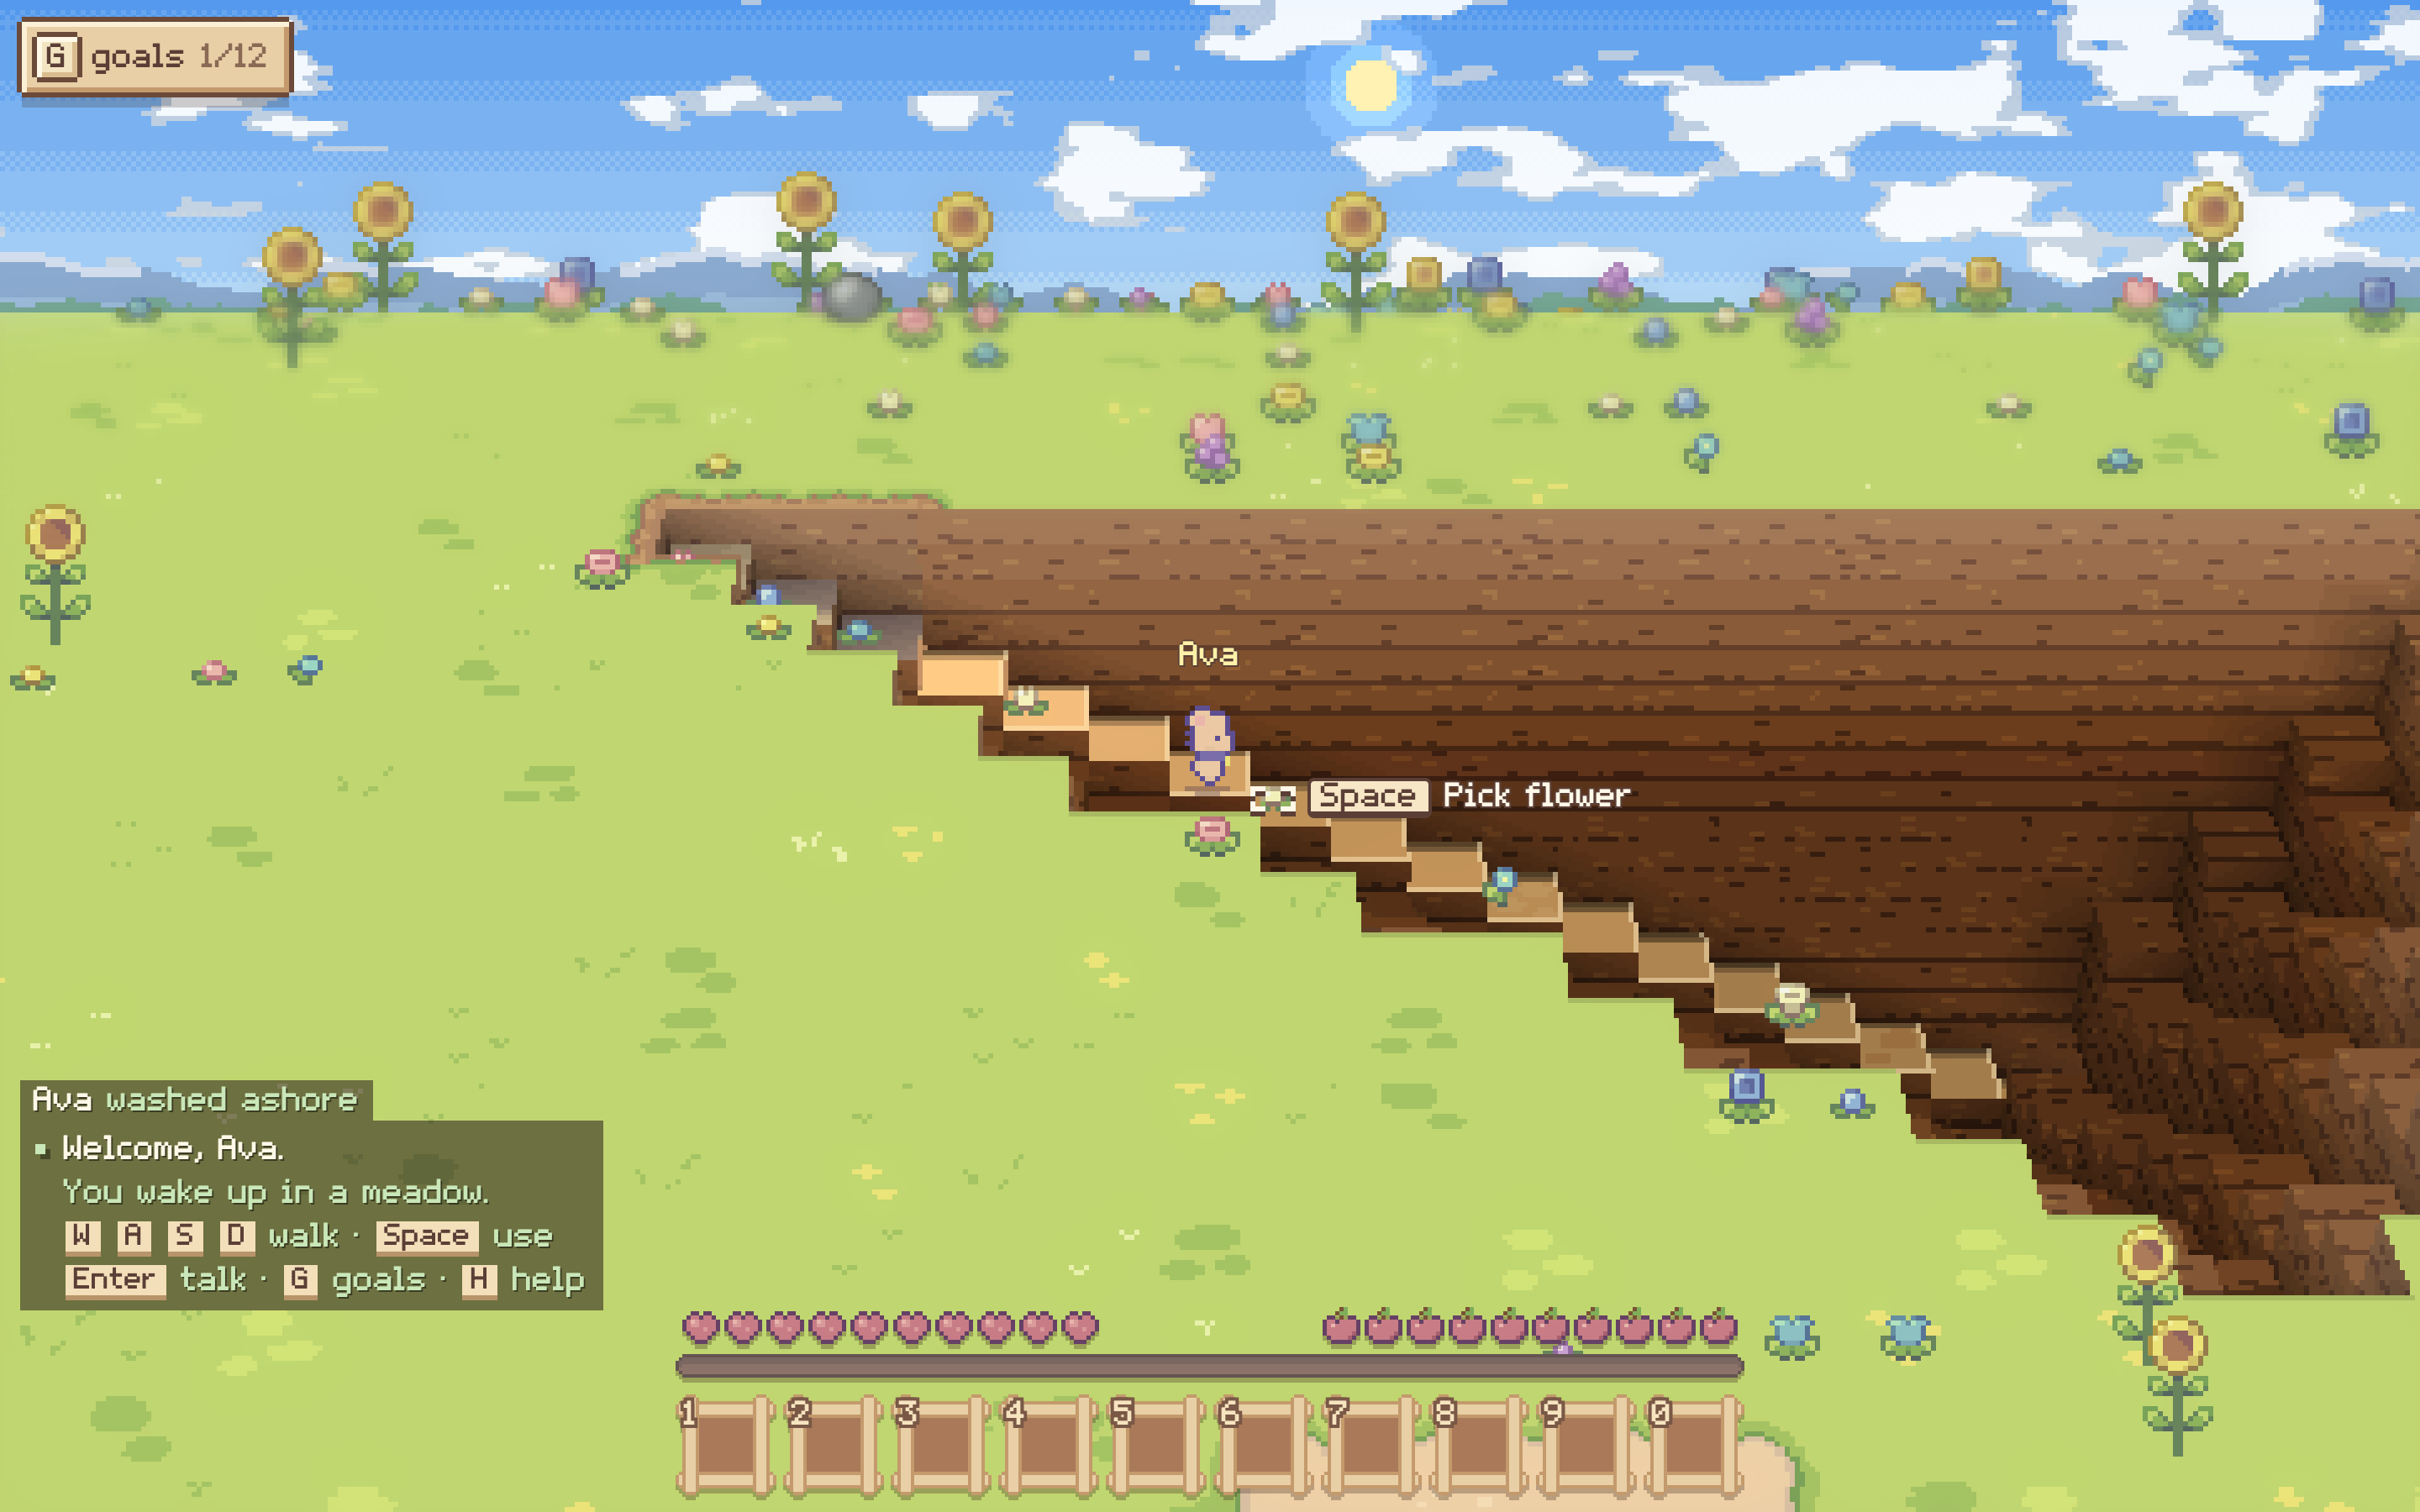 G goals 1/12
Ava
Space Pick flower
Ava washed ashore
Welcome, Ava.
You wake up in a meadow.
W A S D walk · Space use
Enter talk · G goals · H help
1 2 3 4 5 6 7 8 9 0